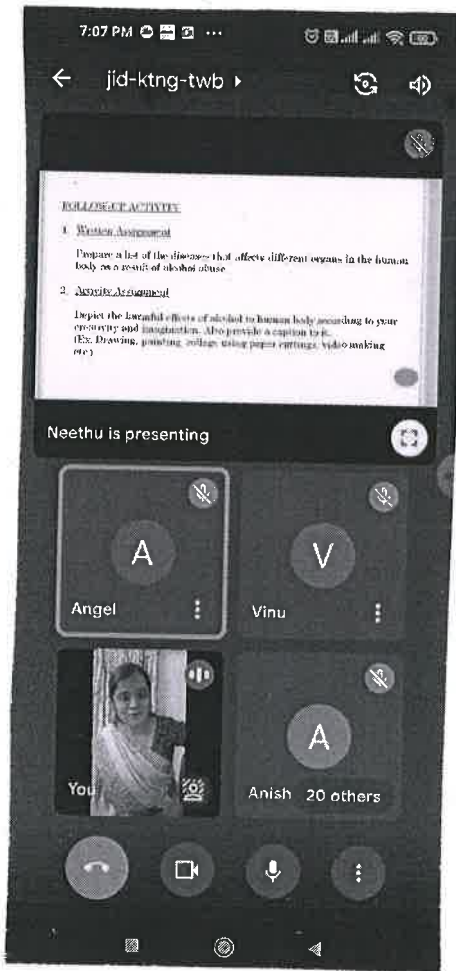 7:07 PM
jid-ktng-twb
FOLLOW-UP ACTIVITY
1. Written Assignment
Prepare a list of the diseases that affects different organs in the human
body as a result of alcohol abuse
2. Activity Assignment
Depict the harmful effects of alcohol to human body according to your
creativity and imagination. Also provide a caption to it.
(Ex. Drawing, painting, collage using paper cuttings, video making
etc)
Neethu is presenting
A
V
Angel
Vinu
A
You
Anish 20 others